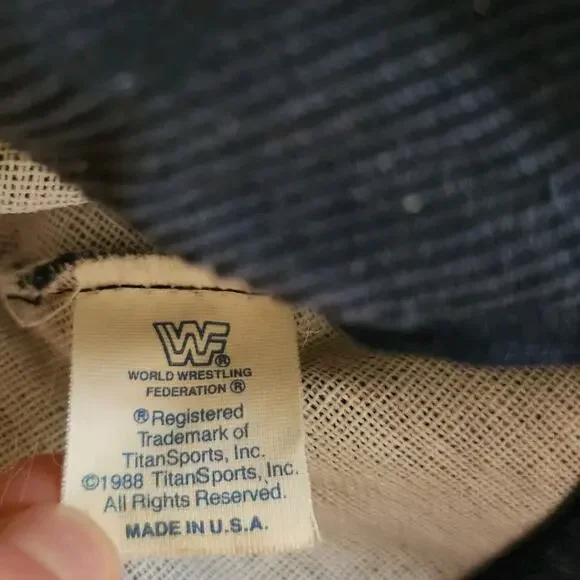 WF
WORLD WRESTLING
FEDERATION ®
® Registered
Trademark of
TitanSports, Inc.
©1988 TitanSports, Inc.
All Rights Reserved.
MADE IN U.S.A.